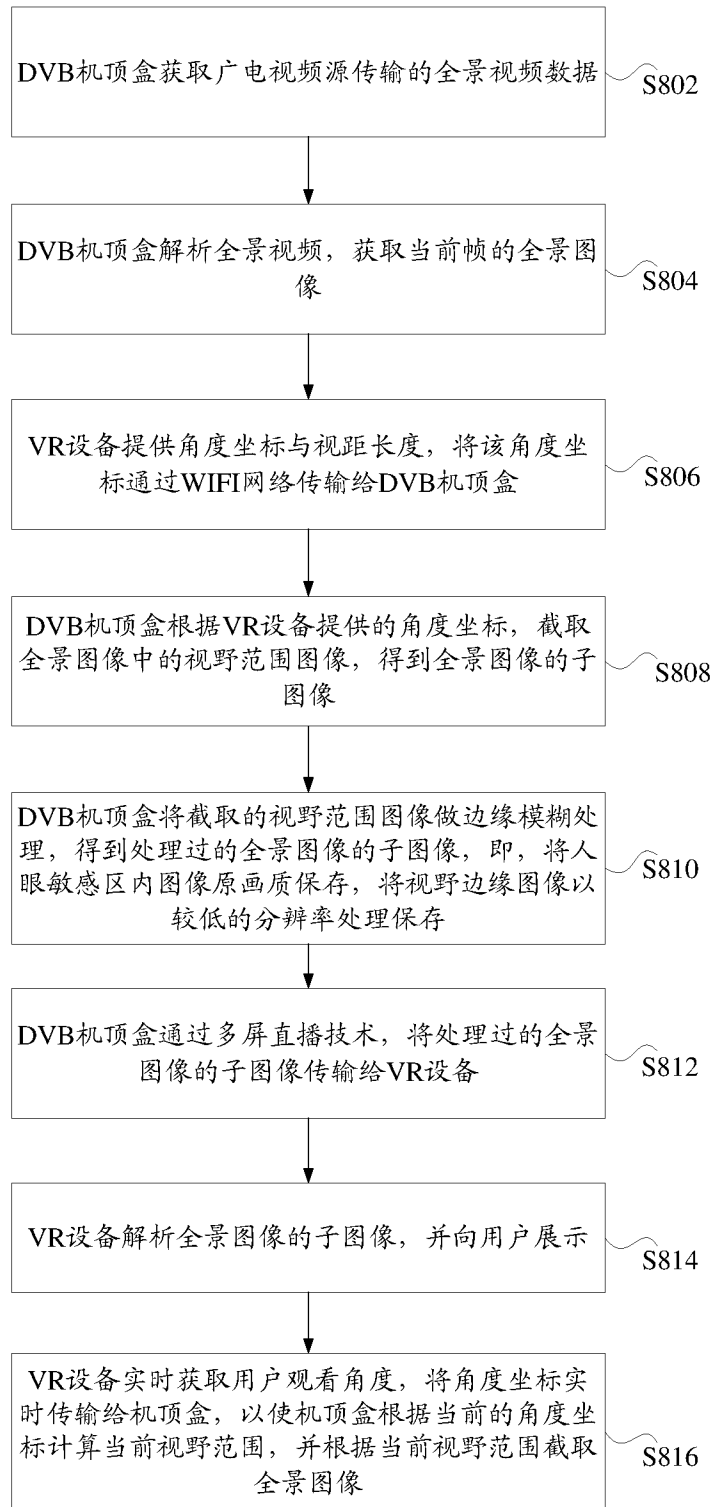 DVB机顶盒获取广电视频源传输的全景视频数据
S802
DVB机顶盒解析全景视频，获取当前帧的全景图
像
S804
VR设备提供角度坐标与视距长度，将该角度坐
标通过WIFI网络传输给DVB机顶盒
S806
DVB机顶盒根据VR设备提供的角度坐标，截取
全景图像中的视野范围图像，得到全景图像的子
图像
S808
DVB机顶盒将截取的视野范围图像做边缘模糊处
理，得到处理过的全景图像的子图像，即，将人
眼敏感区内图像原画质保存，将视野边缘图像以
较低的分辨率处理保存
S810
DVB机顶盒通过多屏直播技术，将处理过的全景
图像的子图像传输给VR设备
S812
VR设备解析全景图像的子图像，并向用户展示
S814
VR设备实时获取用户观看角度，将角度坐标实
时传输给机顶盒，以使机顶盒根据当前的角度坐
标计算当前视野范围，并根据当前视野范围截取
全景图像
S816